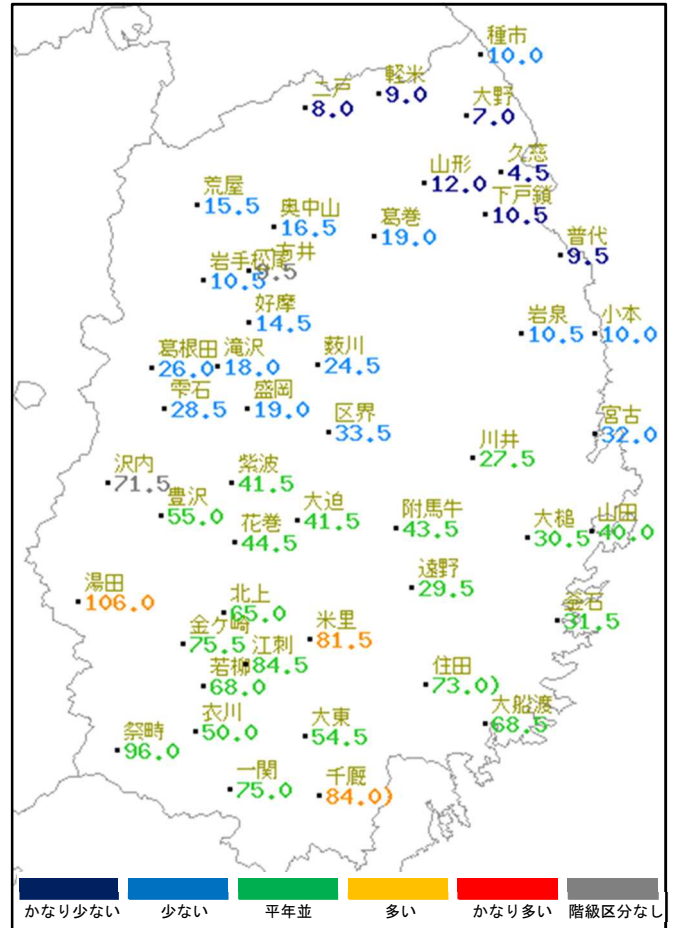 種市
10.0
軽米
9.0
二戸
8.0
大野
7.0
久慈
4.5
山形
12.0
下戸鎖
10.5
荒屋
15.5
奥中山
16.5
葛巻
19.0
普代
9.5
岩手松尾
10.5
一方井
9.5
好摩
14.5
岩泉
10.5
小本
10.0
葛根田
26.0
滝沢
18.0
薮川
24.5
雫石
28.5
盛岡
19.0
区界
33.5
宮古
32.0
川井
27.5
沢内
71.5
紫波
41.5
豊沢
55.0
大迫
41.5
附馬牛
43.5
花巻
44.5
大槌
30.5
山田
40.0
遠野
29.5
湯田
106.0
北上
65.0
釜石
31.5
金ケ崎
75.5
米里
81.5
江刺
84.5
若柳
68.0
住田
73.0)
大船渡
68.5
衣川
50.0
大東
54.5
祭畤
96.0
一関
75.0
千厩
84.0)
かなり少ない 少ない 平年並 多い かなり多い 階級区分なし